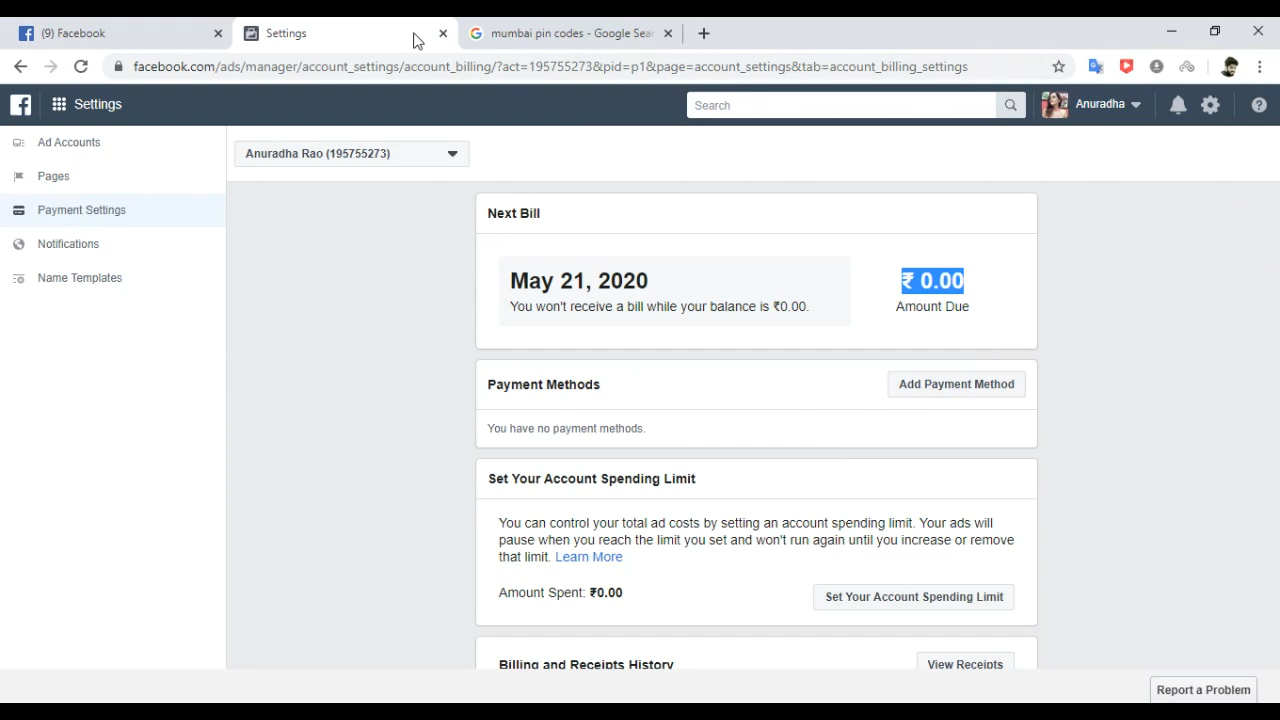 (9) Facebook
Settings
mumbai pin codes - Google Sea
facebook.com/ads/manager/account_settings/account_billing/?act=195755273&pid=p1&page=account_settings&tab=account_billing_settings
Settings
Search
Anuradha
Ad Accounts
Pages
Payment Settings
Notifications
Name Templates
Anuradha Rao (195755273)
Next Bill
May 21, 2020
You won't receive a bill while your balance is ₹0.00.
₹ 0.00
Amount Due
Payment Methods
Add Payment Method
You have no payment methods.
Set Your Account Spending Limit
You can control your total ad costs by setting an account spending limit. Your ads will
pause when you reach the limit you set and won't run again until you increase or remove
that limit. Learn More
Amount Spent: ₹0.00
Set Your Account Spending Limit
Billing and Receipts History
View Receipts
Report a Problem